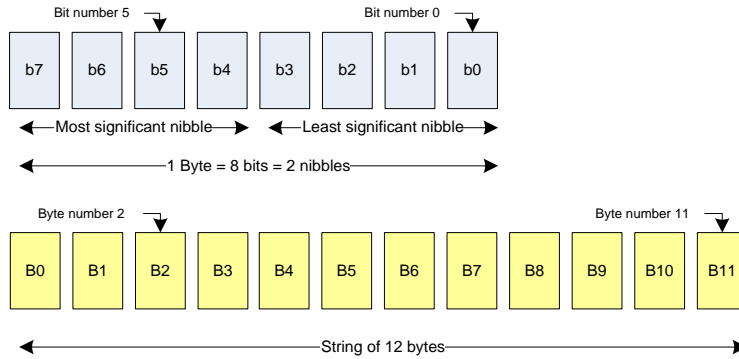 Bit number 5 Bit number 0
b7 b6 b5 b4 b3 b2 b1 b0
Most significant nibble Least significant nibble
1 Byte = 8 bits = 2 nibbles
Byte number 2 Byte number 11
B0 B1 B2 B3 B4 B5 B6 B7 B8 B9 B10 B11
String of 12 bytes